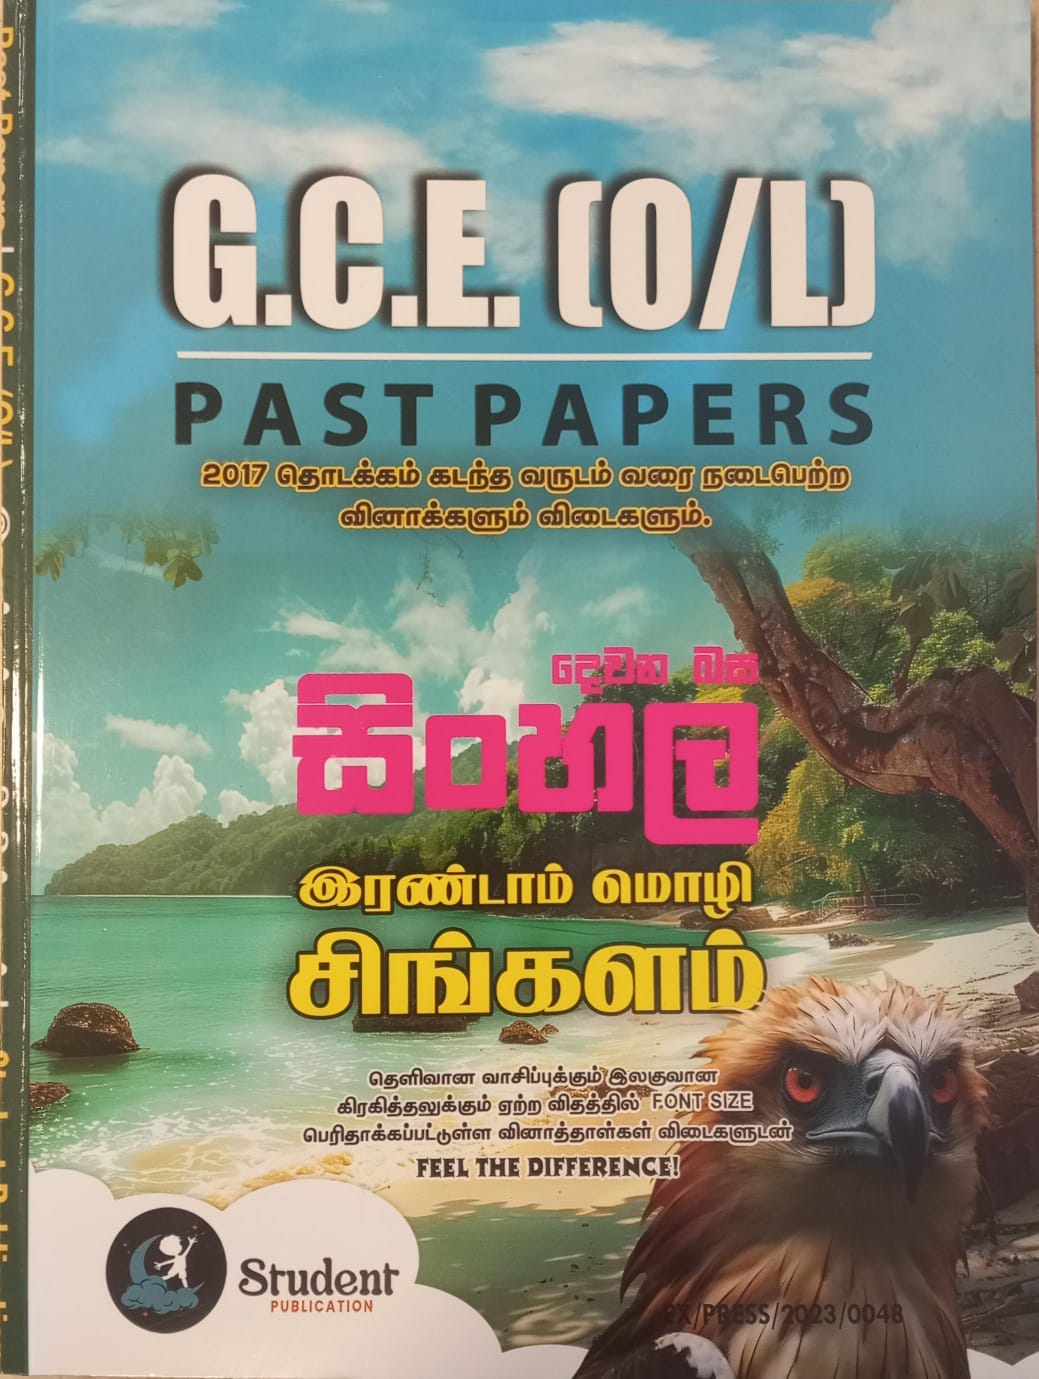 G.C.E. (O/L)
PAST PAPERS
2017 தொடக்கம் கடந்த வருடம் வரை நடைபெற்ற
வினாக்களும் விடைகளும்.
දෙවන බස
සිංහල
இரண்டாம் மொழி
சிங்களம்
தெளிவான வாசிப்புக்கும் இலகுவான
கிரகித்தலுக்கும் ஏற்ற விதத்தில் FONT SIZE
பெரிதாக்கப்பட்டுள்ள வினாத்தாள்கள் விடைகளுடன்
FEEL THE DIFFERENCE!
Student
PUBLICATION
EX/PRESS/2023/0048